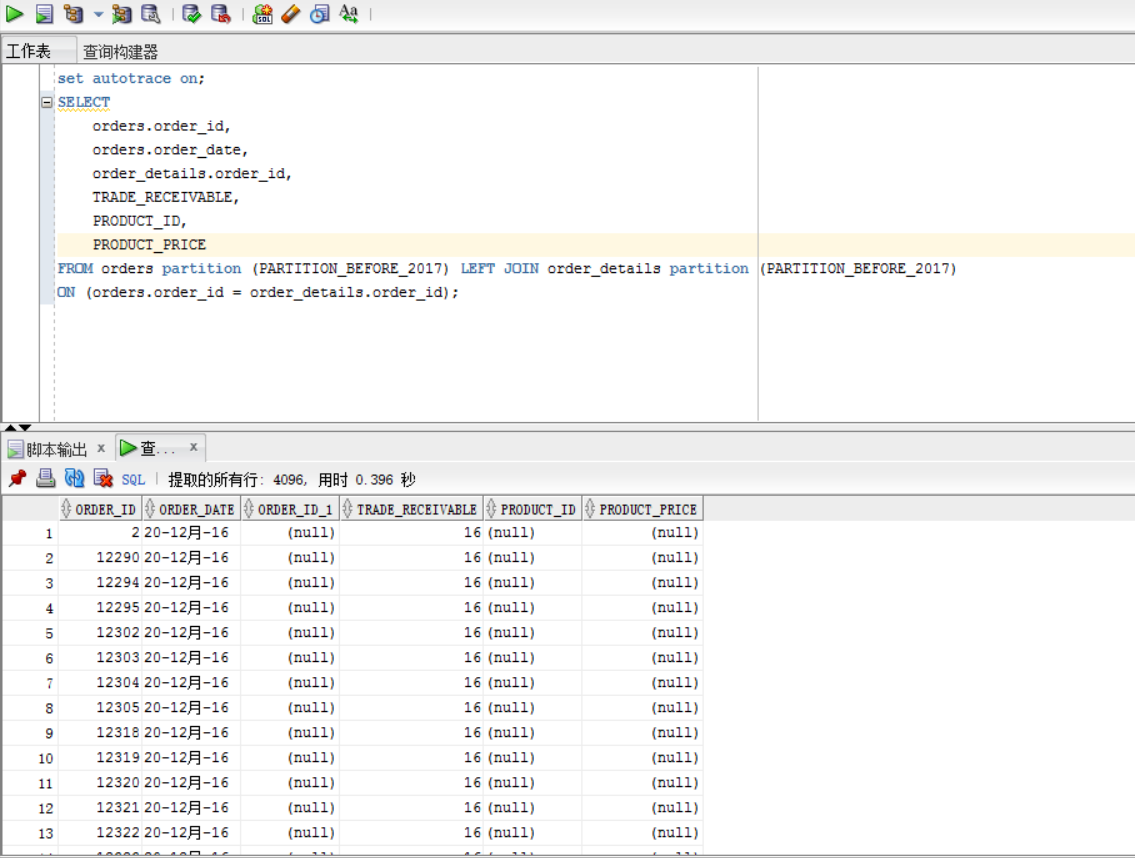 工作表 查询构建器
set autotrace on;
SELECT
orders.order_id,
orders.order_date,
order_details.order_id,
TRADE_RECEIVABLE,
PRODUCT_ID,
PRODUCT_PRICE
FROM orders partition (PARTITION_BEFORE_2017) LEFT JOIN order_details partition (PARTITION_BEFORE_2017)
ON (orders.order_id = order_details.order_id);
脚本输出 x 查... x
SQL 提取的所有行: 4096, 用时 0.396 秒
ORDER_ID ORDER_DATE ORDER_ID_1 TRADE_RECEIVABLE PRODUCT_ID PRODUCT_PRICE
1 2 20-12月-16 (null) 16 (null) (null)
2 12290 20-12月-16 (null) 16 (null) (null)
3 12294 20-12月-16 (null) 16 (null) (null)
4 12295 20-12月-16 (null) 16 (null) (null)
5 12302 20-12月-16 (null) 16 (null) (null)
6 12303 20-12月-16 (null) 16 (null) (null)
7 12304 20-12月-16 (null) 16 (null) (null)
8 12305 20-12月-16 (null) 16 (null) (null)
9 12318 20-12月-16 (null) 16 (null) (null)
10 12319 20-12月-16 (null) 16 (null) (null)
11 12320 20-12月-16 (null) 16 (null) (null)
12 12321 20-12月-16 (null) 16 (null) (null)
13 12322 20-12月-16 (null) 16 (null) (null)